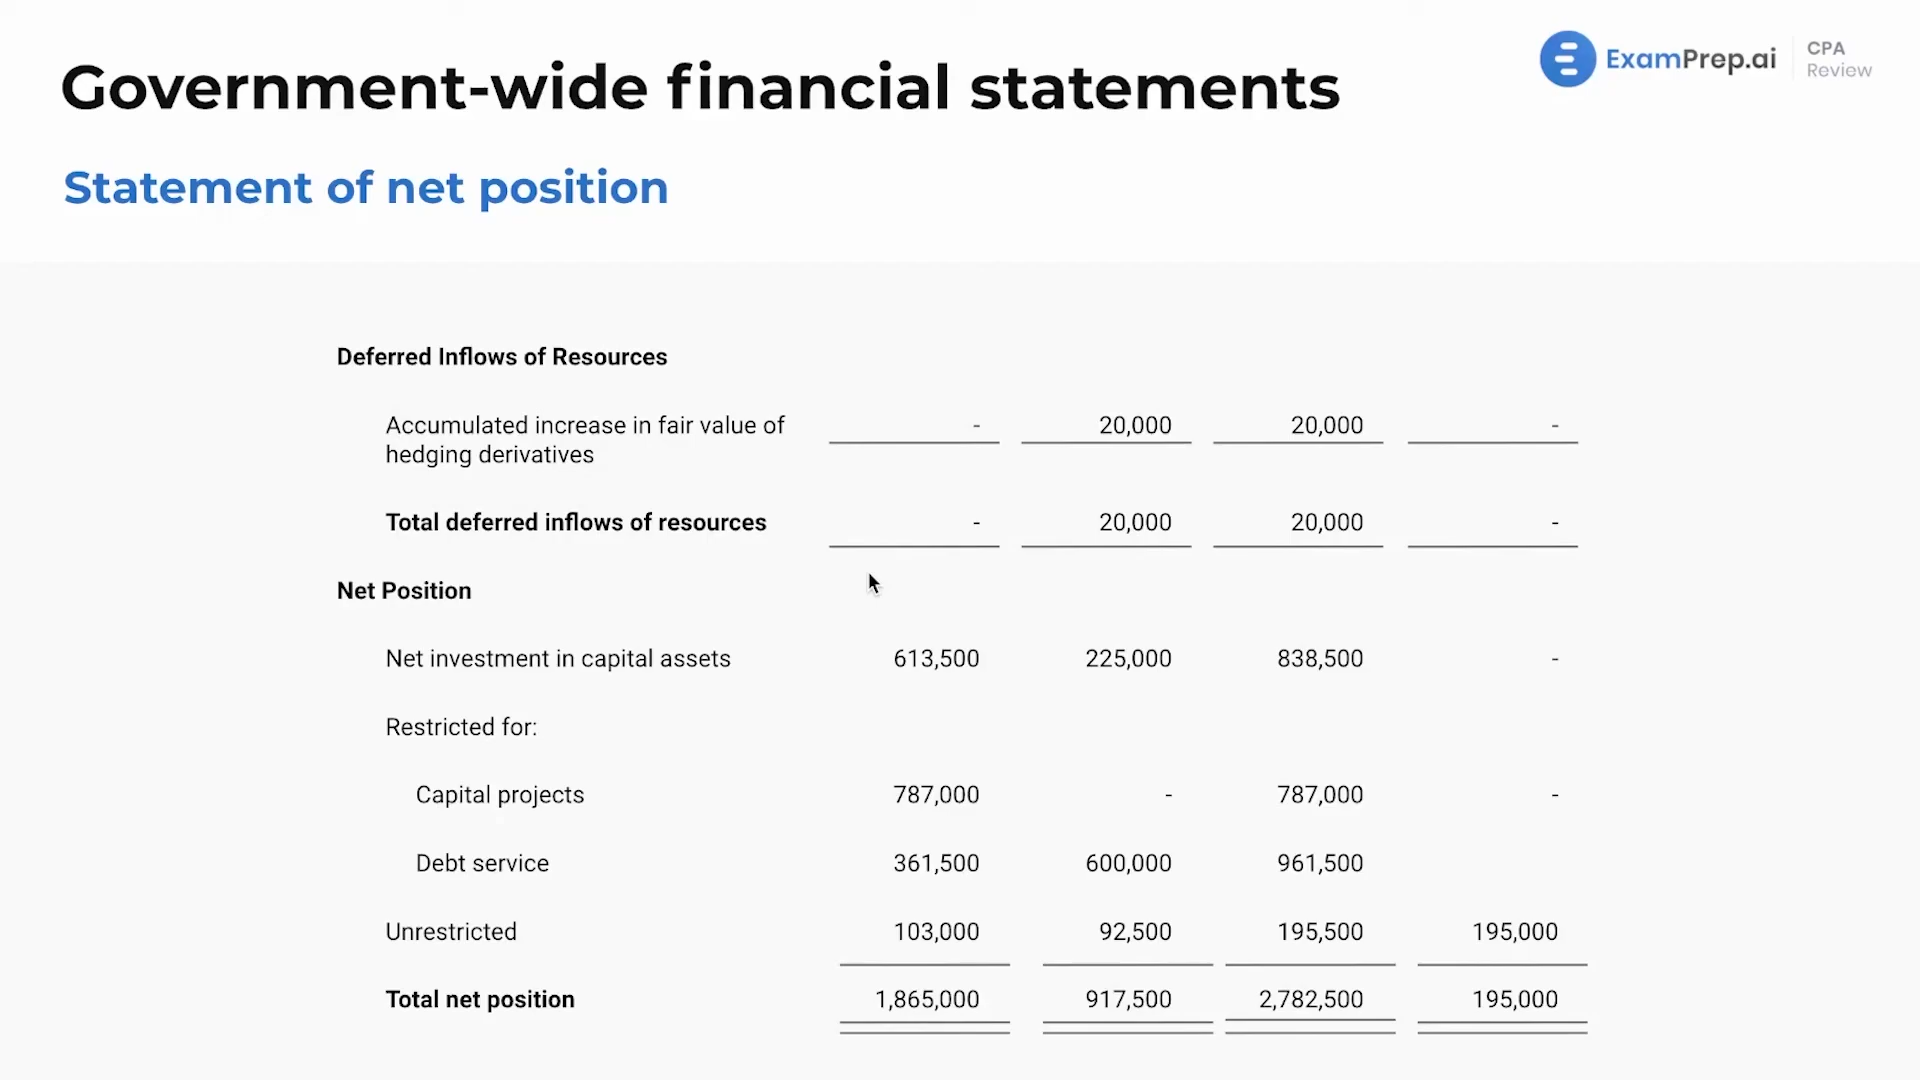 Government-wide financial statements
ExamPrep.ai
CPA
Review
Statement of net position
Deferred Inflows of Resources
Accumulated increase in fair value of - 20,000 20,000 -
hedging derivatives
Total deferred inflows of resources - 20,000 20,000 -
Net Position
Net investment in capital assets 613,500 225,000 838,500 -
Restricted for:
Capital projects 787,000 - 787,000 -
Debt service 361,500 600,000 961,500
Unrestricted 103,000 92,500 195,500 195,000
Total net position 1,865,000 917,500 2,782,500 195,000